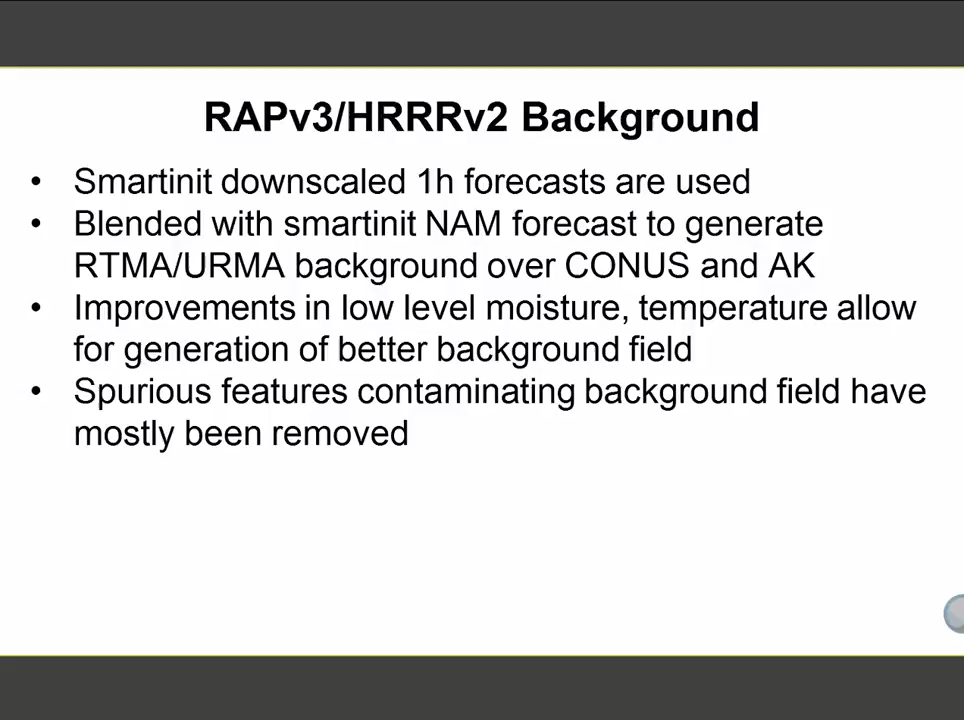 RAPv3/HRRRv2 Background
• Smartinit downscaled 1h forecasts are used
• Blended with smartinit NAM forecast to generate
RTMA/URMA background over CONUS and AK
• Improvements in low level moisture, temperature allow
for generation of better background field
• Spurious features contaminating background field have
mostly been removed